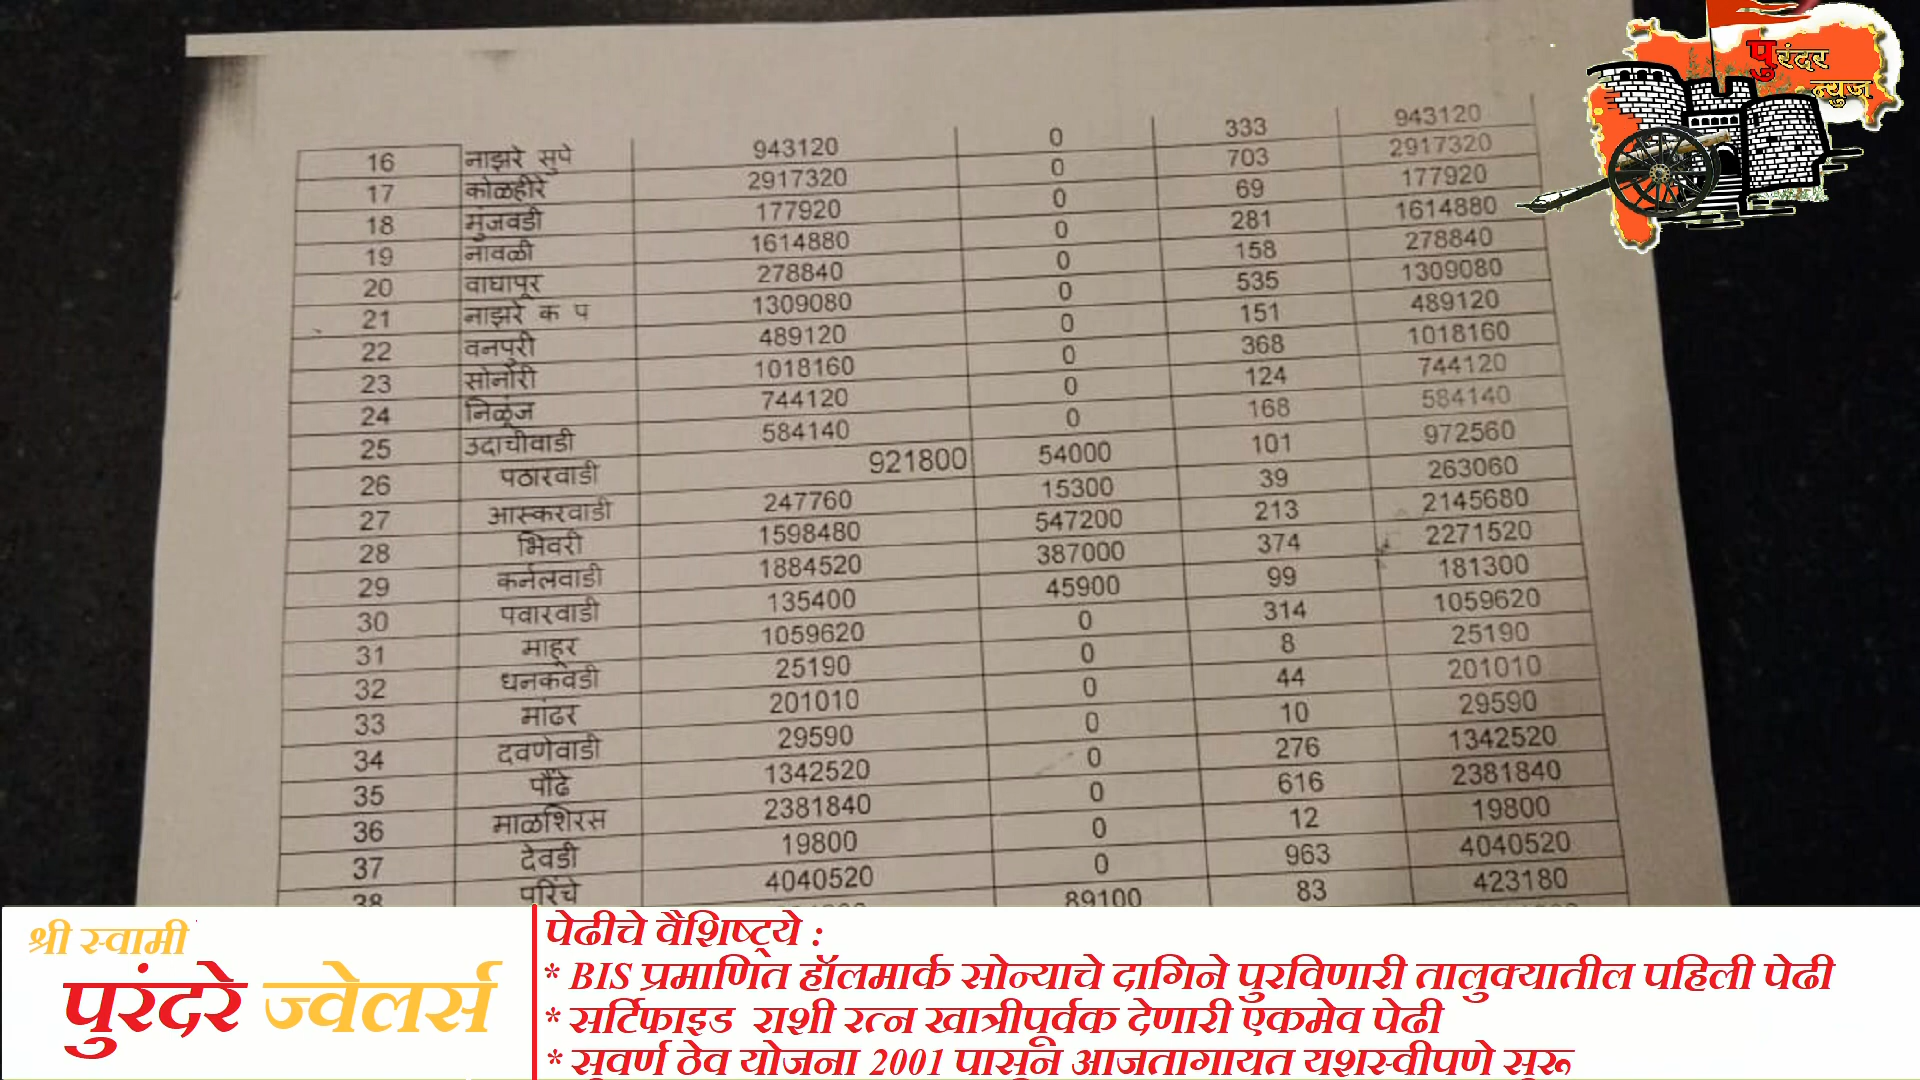 पुरंदर
न्युज
16 नाझरे सुपे 943120 0 333 943120
17 कोळहीरे 2917320 0 703 2917320
18 मुंजवडी 177920 0 69 177920
19 नावळी 1614880 0 281 1614880
20 वाघापूर 278840 0 158 278840
21 नाझरे क प 1309080 0 535 1309080
22 वनपुरी 489120 0 151 489120
23 सोनौरी 1018160 0 368 1018160
24 निळूंज 744120 0 124 744120
25 उदाचीवाडी 584140 0 168 584140
26 पठारवाडी 921800 54000 101 972560
27 आस्करवाडी 247760 15300 39 263060
28 भिवरी 1598480 547200 213 2145680
29 कर्नलवाडी 1884520 387000 374 2271520
30 पवारवाडी 135400 45900 99 181300
31 माहूर 1059620 0 314 1059620
32 धनकवडी 25190 0 8 25190
33 मांढर 201010 0 44 201010
34 दवणेवाडी 29590 0 10 29590
35 पौंढे 1342520 0 276 1342520
36 माळशिरस 2381840 0 616 2381840
37 देवडी 19800 0 12 19800
38 परिंचे 4040520 0 963 4040520
89100 83 423180
श्री स्वामी
पुरंदरे ज्वेलर्स
पेढीचे वैशिष्ट्ये :
* BIS प्रमाणित हॉलमार्क सोन्याचे दागिने पुरविणारी तालुक्यातील पहिली पेढी
* सर्टिफाइड राशी रत्न खात्रीपूर्वक देणारी एकमेव पेढी
* सुवर्ण ठेव योजना 2001 पासून आजतागायत यशस्वीपणे सुरू